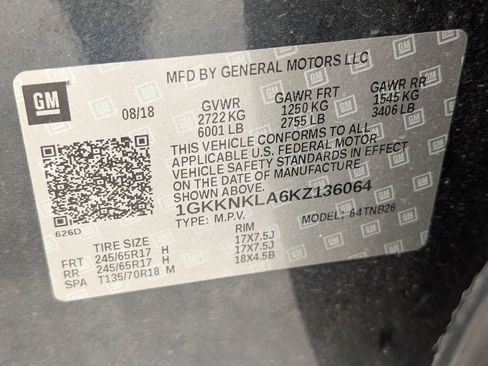 MFD BY GENERAL MOTORS LLC
GM
08/18
GVWR GAWR FRT GAWR RR
2722 KG 1250 KG 1545 KG
6001 LB 2755 LB 3406 LB
THIS VEHICLE CONFORMS TO ALL
APPLICABLE U.S. FEDERAL MOTOR
VEHICLE SAFETY STANDARDS IN EFFECT
ON THE DATE OF MANUFACTURE
SHOWN ABOVE.
1GKKNKLA6KZ136064
TYPE: M.P.V. MODEL: 64TNB26
626D
TIRE SIZE RIM
FRT 245/65R17 H 17X7.5J
RR 245/65R17 H 17X7.5J
SPA T135/70R18 M 18X4.5B